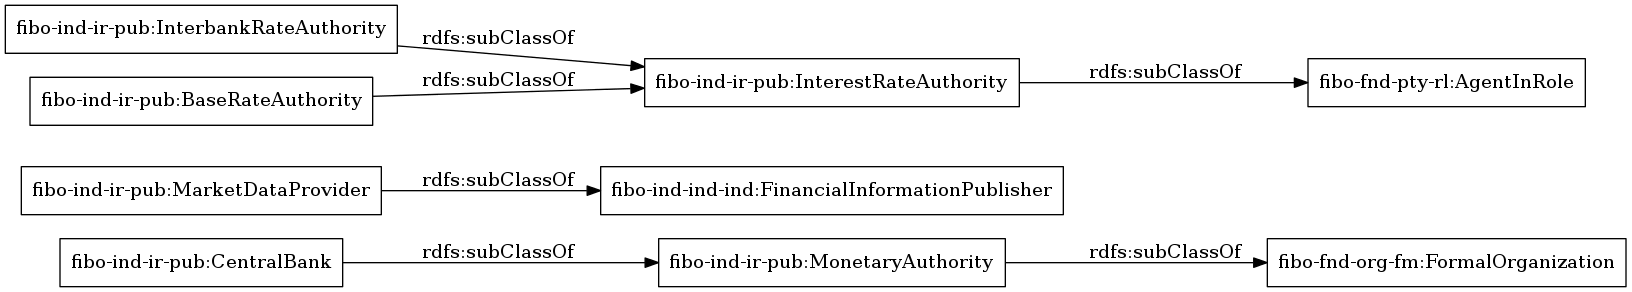 fibo-ind-ir-pub:InterbankRateAuthority
rdfs:subClassOf
fibo-ind-ir-pub:BaseRateAuthority
rdfs:subClassOf
fibo-ind-ir-pub:InterestRateAuthority
rdfs:subClassOf
fibo-fnd-pty-rl:AgentInRole
fibo-ind-ir-pub:MarketDataProvider
rdfs:subClassOf
fibo-ind-ind-ind:FinancialInformationPublisher
fibo-ind-ir-pub:CentralBank
rdfs:subClassOf
fibo-ind-ir-pub:MonetaryAuthority
rdfs:subClassOf
fibo-fnd-org-fm:FormalOrganization